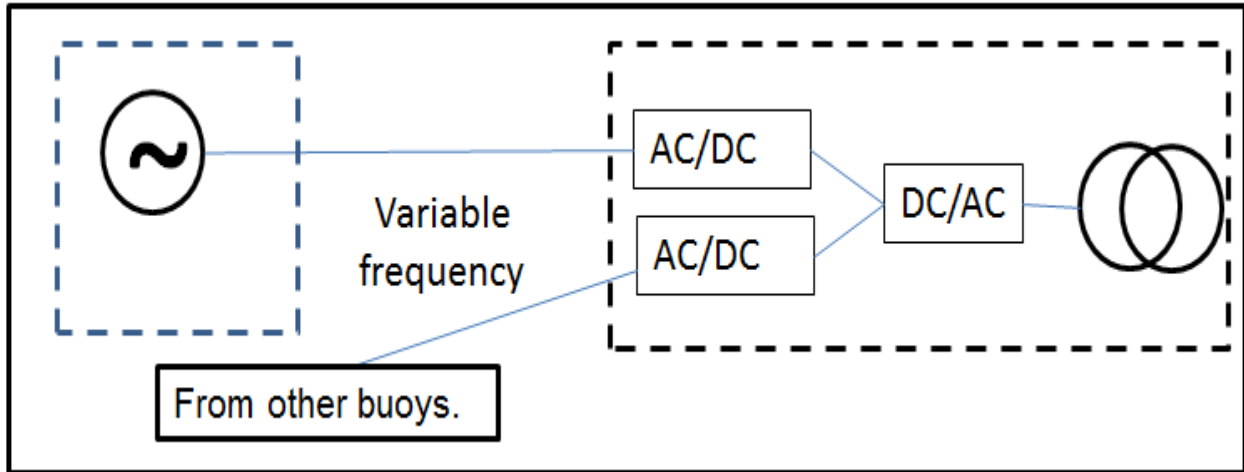 ~
AC/DC
Variable
frequency
AC/DC
DC/AC
From other buoys.